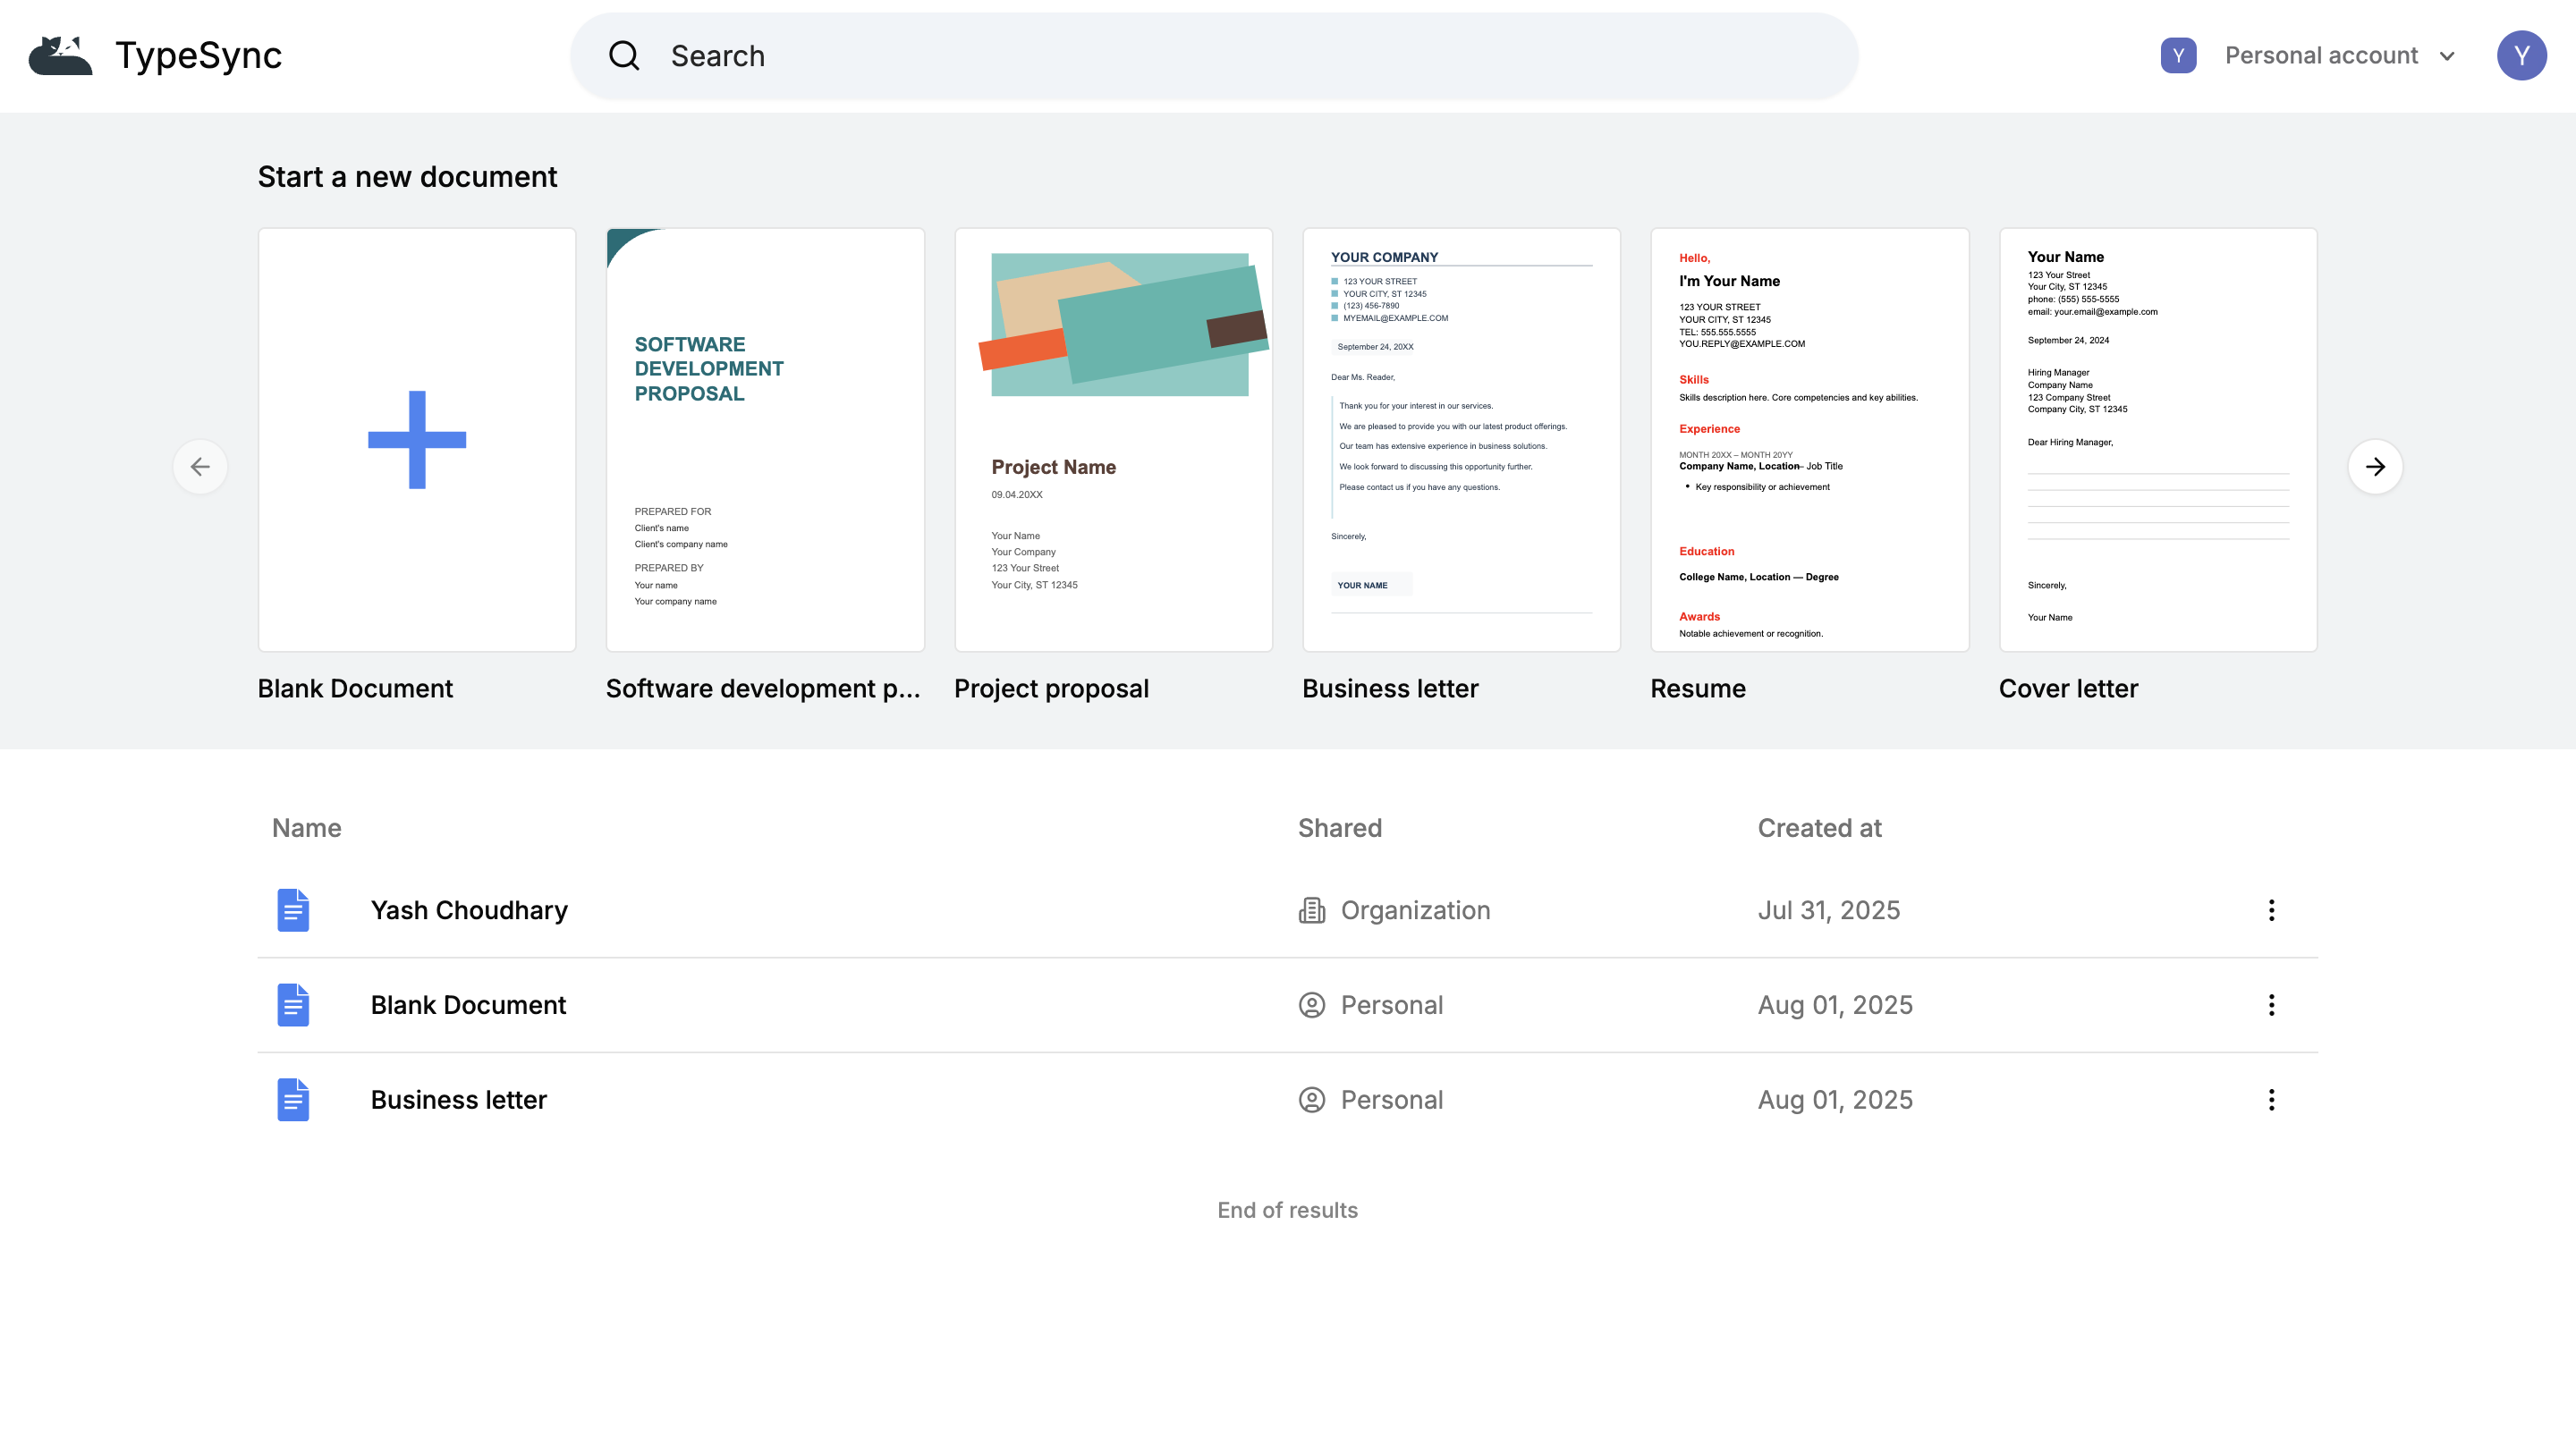 TypeSync
Search
Y
Personal account
Y
Start a new document
SOFTWARE
DEVELOPMENT
PROPOSAL
PREPARED FOR
Client's name
Client's company name
PREPARED BY
Your name
Your company name
Project Name
09.04.20XX
Your Name
Your Company
123 Your Street
Your City, ST 12345
YOUR COMPANY
123 YOUR STREET
YOUR CITY, ST 12345
(123) 456-7890
MYEMAIL@EXAMPLE.COM
September 24, 20XX
Dear Ms. Reader,
Thank you for your interest in our services.
We are pleased to provide you with our latest product offerings.
Our team has extensive experience in business solutions.
We look forward to discussing this opportunity further.
Please contact us if you have any questions.
Sincerely,
YOUR NAME
Hello,
I'm Your Name
123 YOUR STREET
YOUR CITY, ST 12345
TEL: 555.555.5555
YOU.REPLY@EXAMPLE.COM
Skills
Skills description here. Core competencies and key abilities.
Experience
MONTH 20XX – MONTH 20YY
Company Name, Location— Job Title
• Key responsibility or achievement
Education
College Name, Location — Degree
Awards
Notable achievement or recognition.
Your Name
123 Your Street
Your City, ST 12345
phone: (555) 555-5555
email: your.email@example.com
September 24, 2024
Hiring Manager
Company Name
123 Company Street
Company City, ST 12345
Dear Hiring Manager,
Sincerely,
Your Name
Blank Document
Software development p...
Project proposal
Business letter
Resume
Cover letter
Name Shared Created at
Yash Choudhary Organization Jul 31, 2025
Blank Document Personal Aug 01, 2025
Business letter Personal Aug 01, 2025
End of results